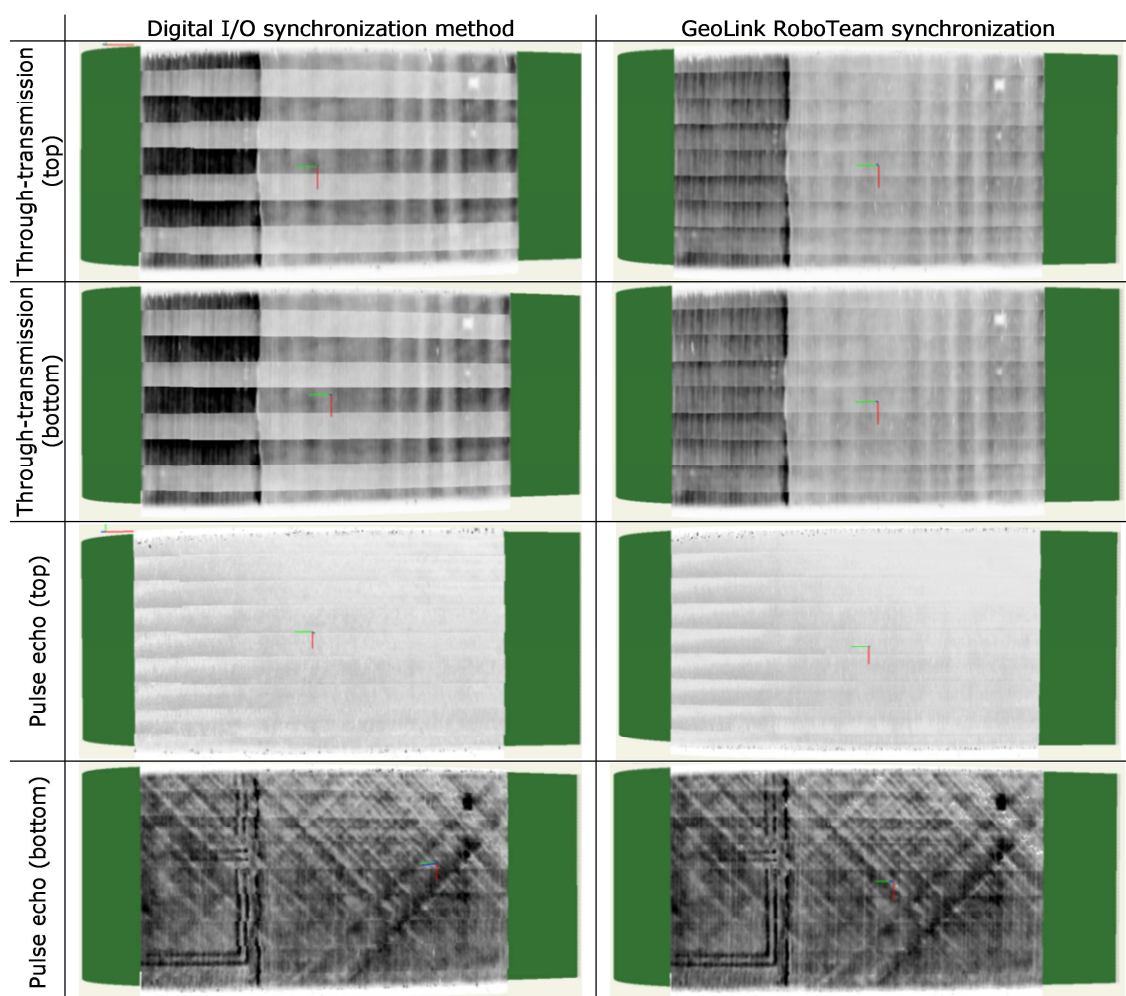 Digital I/O synchronization method
GeoLink RoboTeam synchronization
Through-transmission
(top)
Through-transmission
(bottom)
Pulse echo (top)
Pulse echo (bottom)